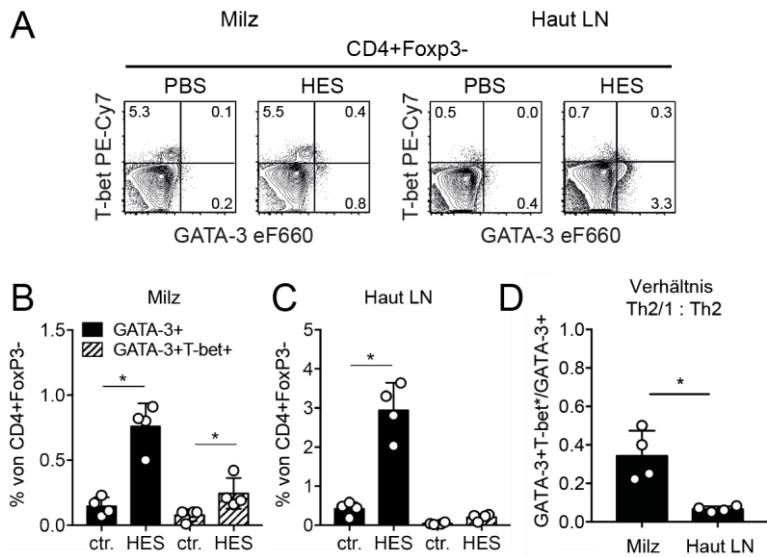 A
Milz
Haut LN
CD4+Foxp3-
PBS
HES
PBS
HES
T-bet PE-Cy7
5.3
0.1
0.2
5.5
0.4
0.8
T-bet PE-Cy7
0.5
0.0
0.4
0.7
0.3
3.3
GATA-3 eF660
GATA-3 eF660
B
Milz
% von CD4+FoxP3-
1.5
1.0
0.5
0.0
GATA-3+
GATA-3+T-bet+
*
*
ctr.
HES
ctr.
HES
C
Haut LN
% von CD4+FoxP3-
5
4
3
2
1
0
*
ctr.
HES
ctr.
HES
D
Verhältnis
Th2/1 : Th2
GATA-3+T-bet*/GATA-3+
1.0
0.8
0.6
0.4
0.2
0.0
*
Milz
Haut LN